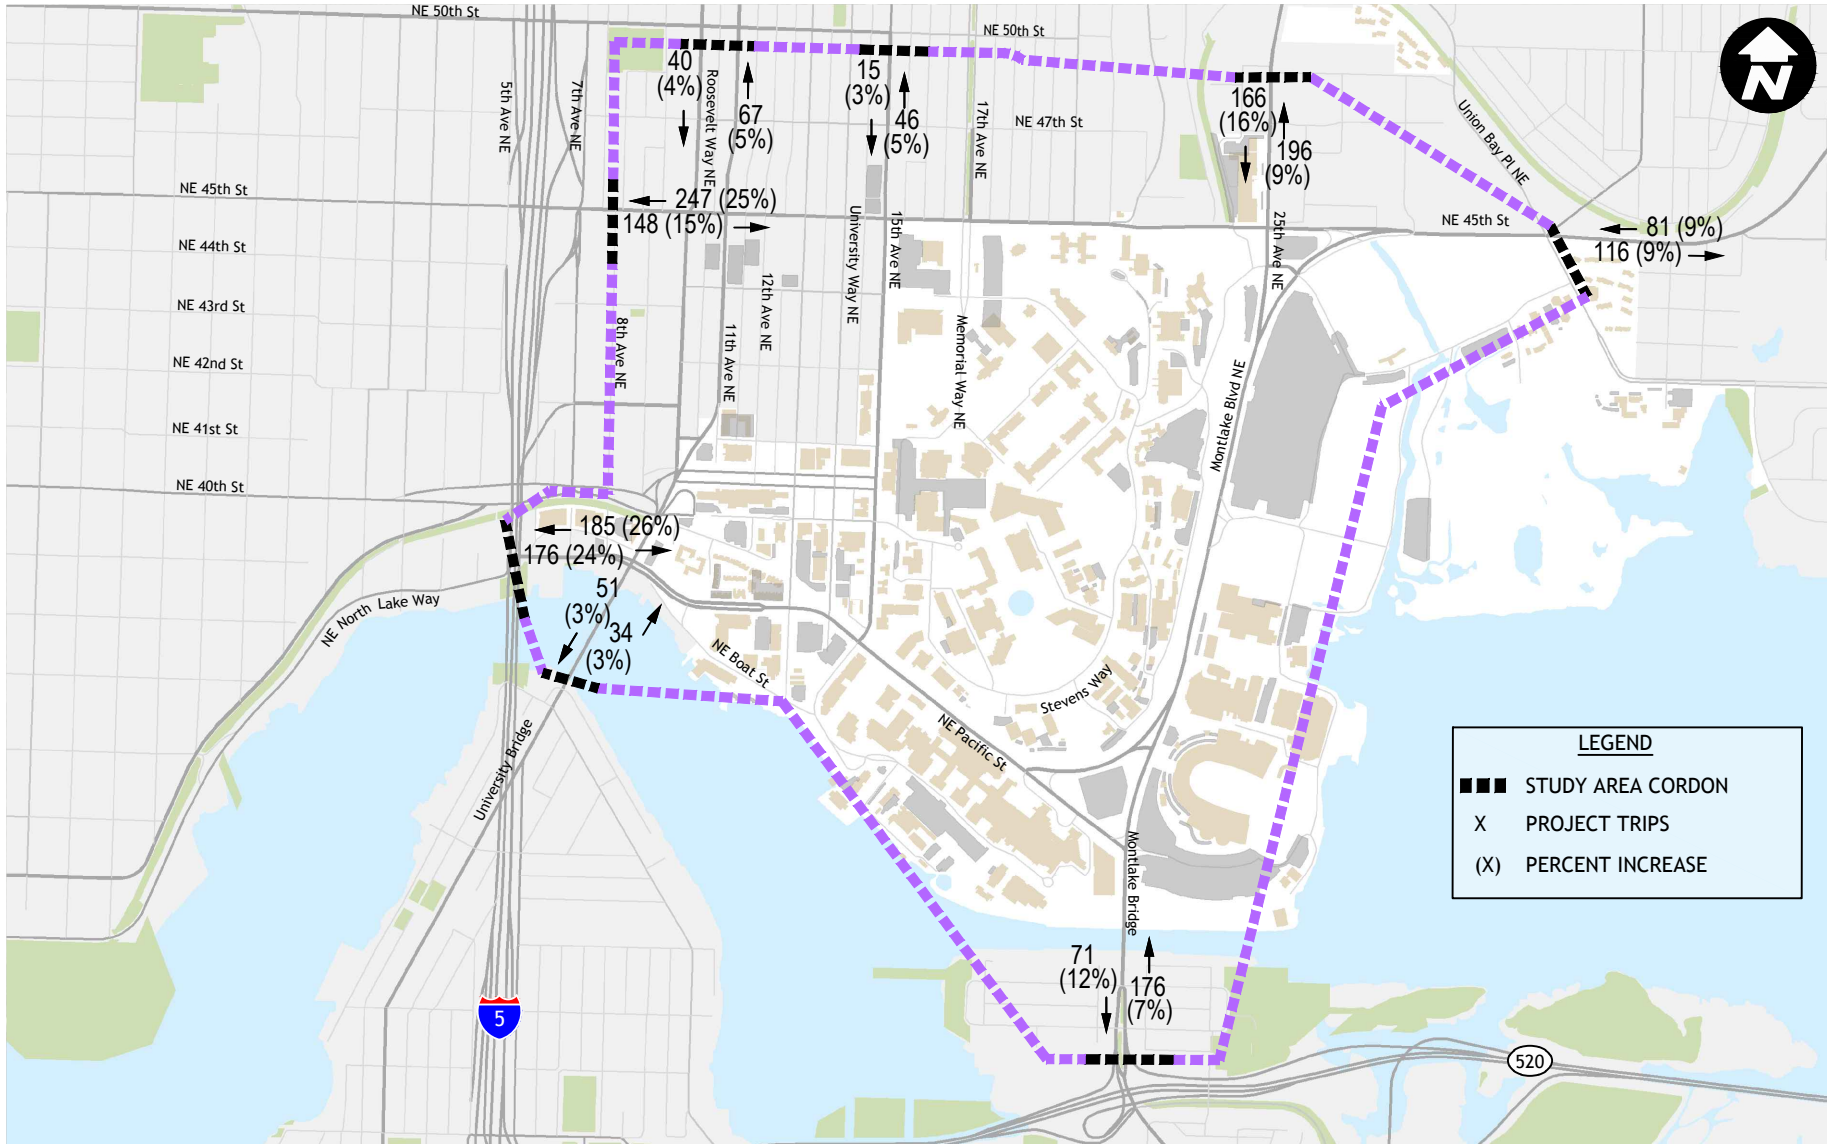 NE 50th St
NE 50th St
N
40
(4%)
Roosevelt Way NE
67
(5%)
15
(3%)
46
(5%)
17th Ave NE
NE 47th St
166
(16%)
196
(9%)
Union Bay Pl NE
5th Ave NE
7th Ave NE
NE 45th St
247 (25%)
148 (15%)
University Way NE
15th Ave NE
25th Ave NE
NE 45th St
81 (9%)
116 (9%)
NE 44th St
12th Ave NE
NE 43rd St
8th Ave NE
11th Ave NE
Memorial Way NE
NE 42nd St
Montlake Blvd NE
NE 41st St
NE 40th St
185 (26%)
176 (24%)
51
(3%)
34
(3%)
NE North Lake Way
NE Boat St
Stevens Way
NE Pacific St
University Bridge
LEGEND
STUDY AREA CORDON
X PROJECT TRIPS
(X) PERCENT INCREASE
Montlake Bridge
71
(12%)
176
(7%)
5
520